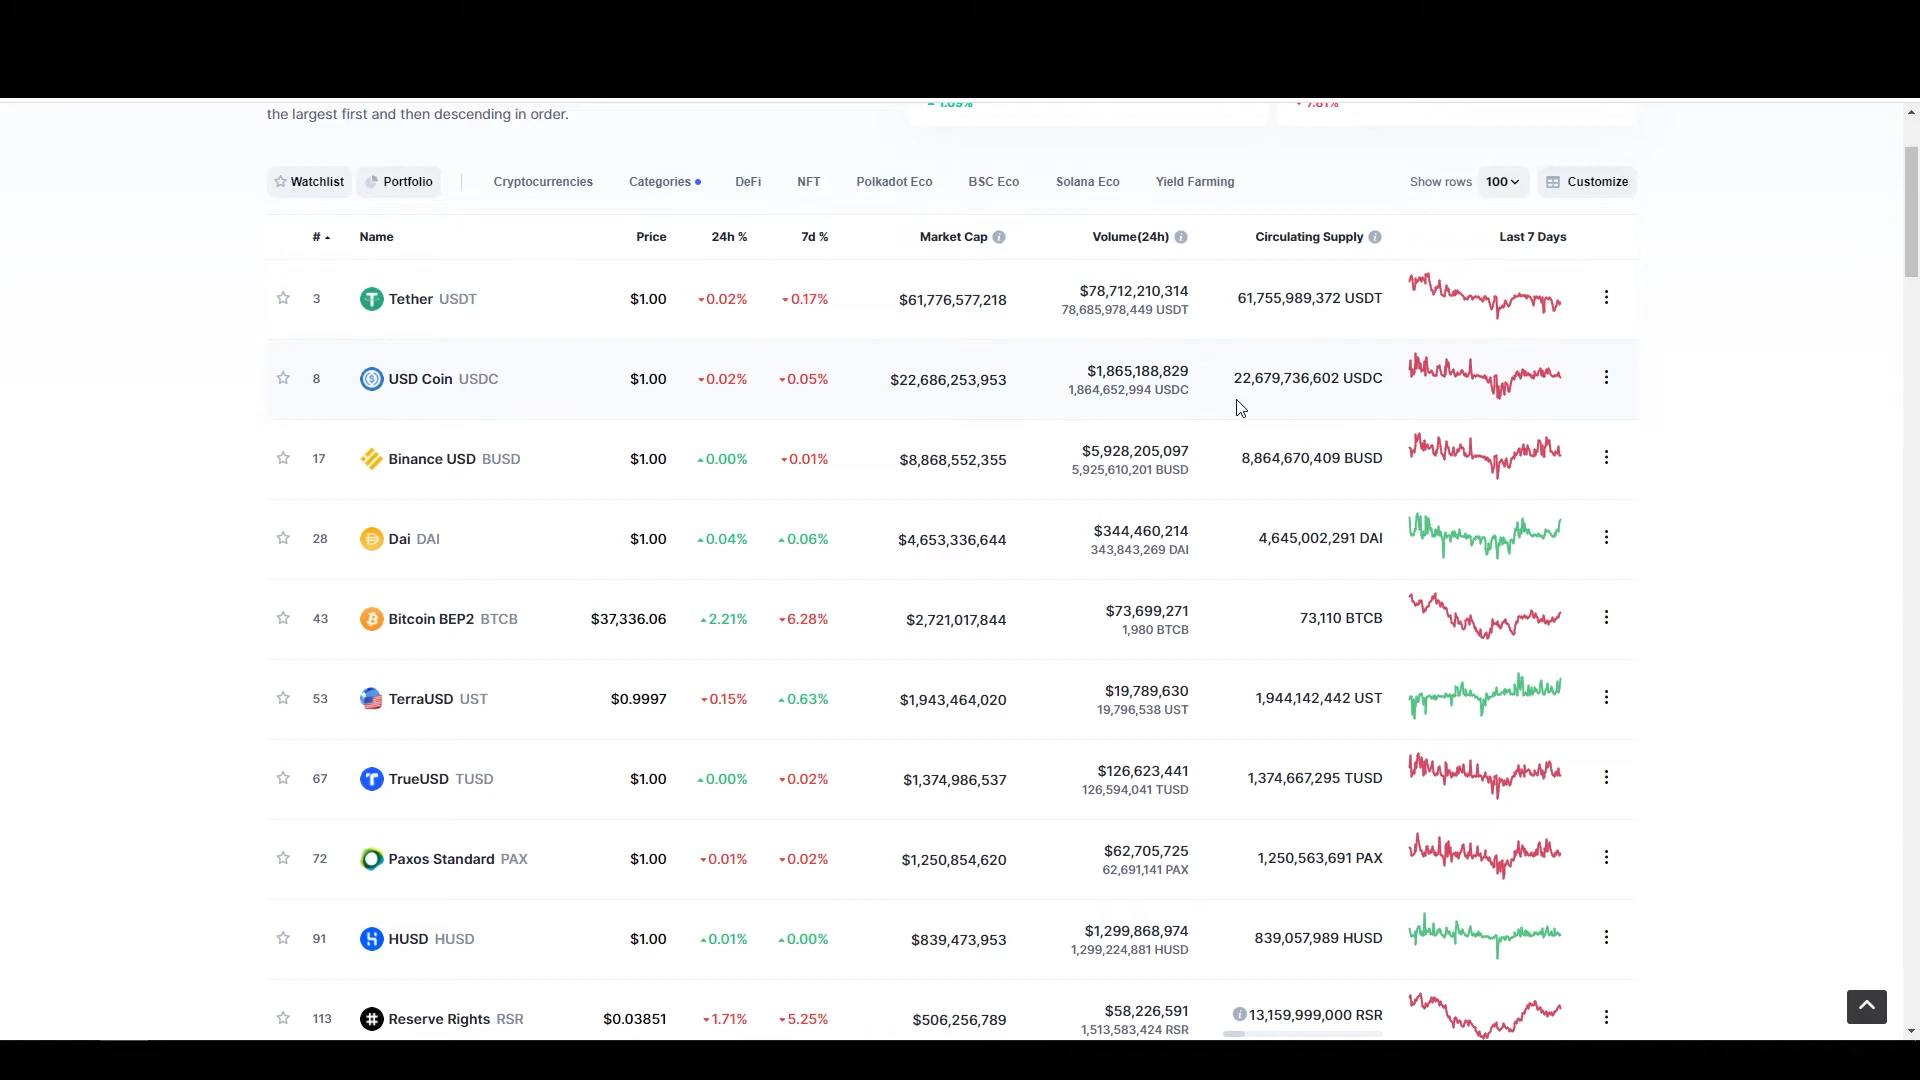 1.09%
7.81%
the largest first and then descending in order.
Watchlist Portfolio Cryptocurrencies Categories DeFi NFT Polkadot Eco BSC Eco Solana Eco Yield Farming Show rows 100 Customize
# Name Price 24h % 7d % Market Cap Volume(24h) Circulating Supply Last 7 Days
3 Tether USDT $1.00 0.02% 0.17% $61,776,577,218 $78,712,210,314 61,755,989,372 USDT
78,685,978,449 USDT
8 USD Coin USDC $1.00 0.02% 0.05% $22,686,253,953 $1,865,188,829 22,679,736,602 USDC
1,864,652,994 USDC
17 Binance USD BUSD $1.00 0.00% 0.01% $8,868,552,355 $5,928,205,097 8,864,670,409 BUSD
5,925,610,201 BUSD
28 Dai DAI $1.00 0.04% 0.06% $4,653,336,644 $344,460,214 4,645,002,291 DAI
343,843,269 DAI
43 Bitcoin BEP2 BTCB $37,336.06 2.21% 6.28% $2,721,017,844 $73,699,271 73,110 BTCB
1,980 BTCB
53 TerraUSD UST $0.9997 0.15% 0.63% $1,943,464,020 $19,789,630 1,944,142,442 UST
19,796,538 UST
67 TrueUSD TUSD $1.00 0.00% 0.02% $1,374,986,537 $126,623,441 1,374,667,295 TUSD
126,594,041 TUSD
72 Paxos Standard PAX $1.00 0.01% 0.02% $1,250,854,620 $62,705,725 1,250,563,691 PAX
62,691,141 PAX
91 HUSD HUSD $1.00 0.01% 0.00% $839,473,953 $1,299,868,974 839,057,989 HUSD
1,299,224,881 HUSD
113 Reserve Rights RSR $0.03851 1.71% 5.25% $506,256,789 $58,226,591 13,159,999,000 RSR
1,513,583,424 RSR